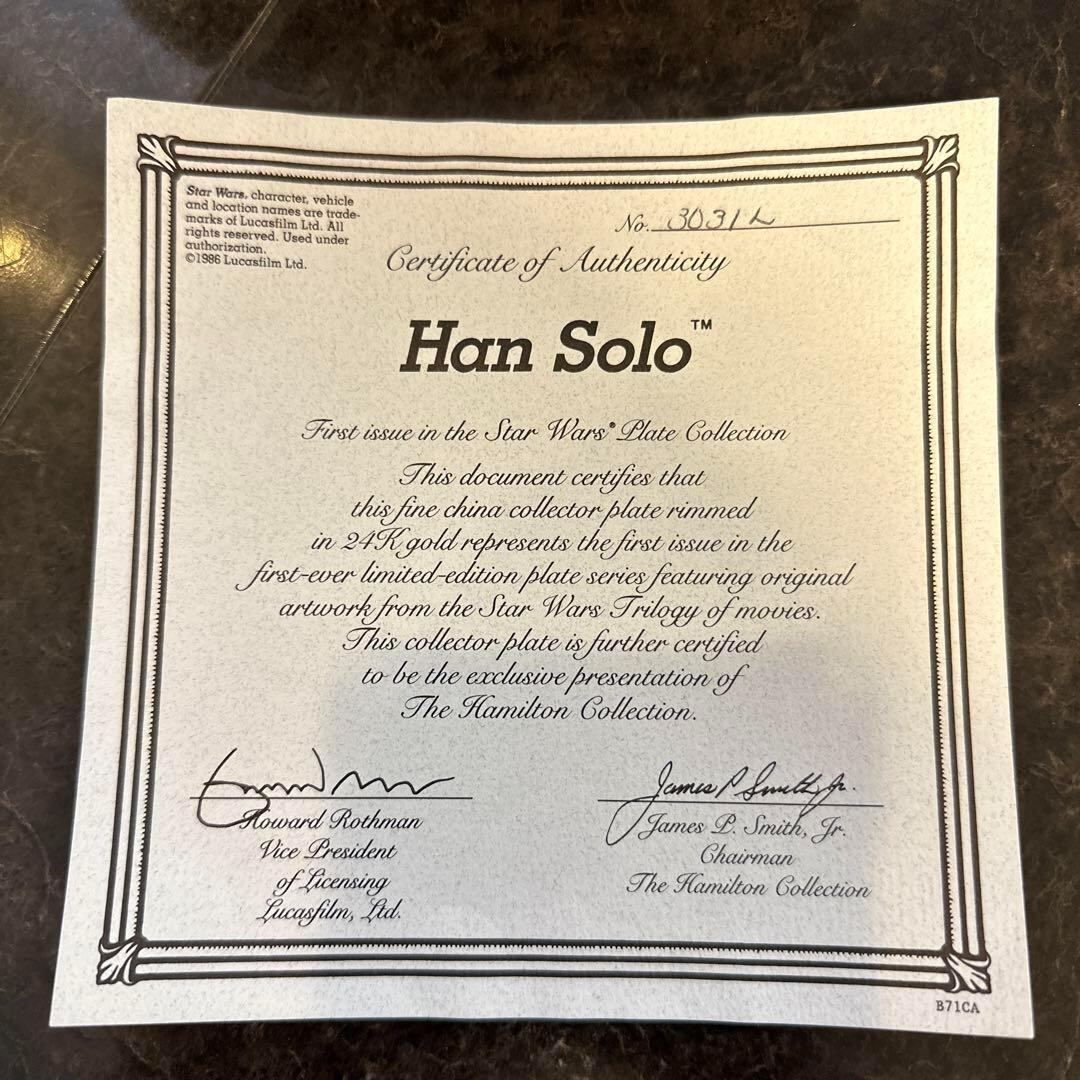 Star Wars, character, vehicle
and location names are trade-
marks of Lucasfilm Ltd. All
rights reserved. Used under
authorization.
©1986 Lucasfilm Ltd.
No. 3031L
Certificate of Authenticity
Han Solo™
First issue in the Star Wars® Plate Collection
This document certifies that
this fine china collector plate rimmed
in 24K gold represents the first issue in the
first-ever limited-edition plate series featuring original
artwork from the Star Wars Trilogy of movies.
This collector plate is further certified
to be the exclusive presentation of
The Hamilton Collection.
Howard Rothman
Vice President
of Licensing
Lucasfilm, Ltd.
James P. Smith, Jr.
James P. Smith, Jr.
Chairman
The Hamilton Collection
B71CA